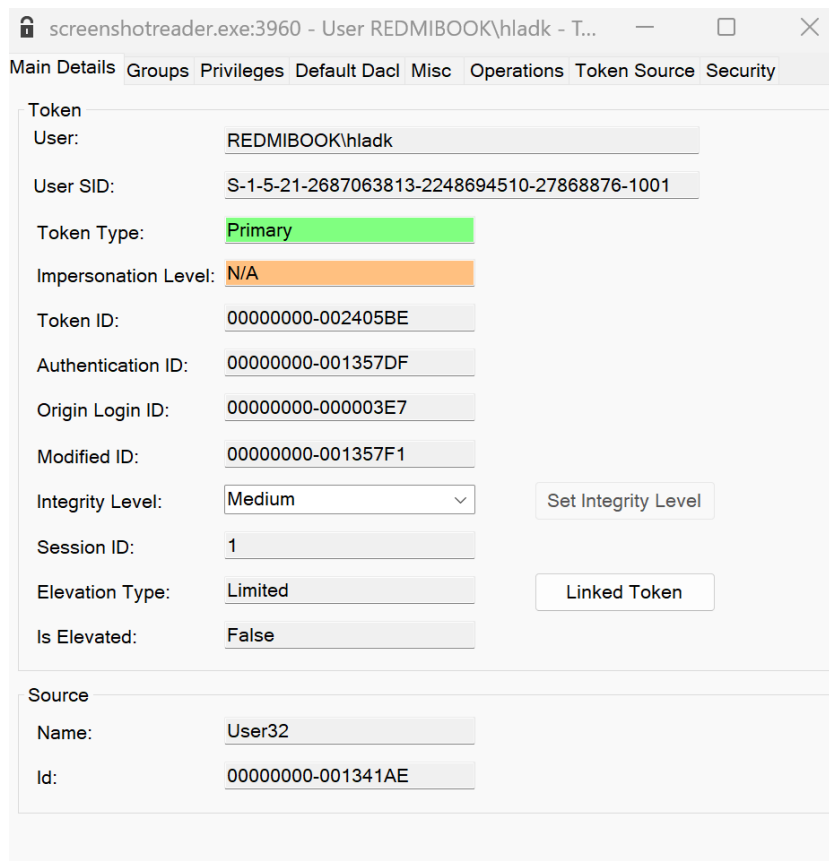 screenshotreader.exe:3960 - User REDMIBOOK\hladk - T...
Main Details Groups Privileges Default Dacl Misc Operations Token Source Security
Token
User: REDMIBOOK\hladk
User SID: S-1-5-21-2687063813-2248694510-27868876-1001
Token Type: Primary
Impersonation Level: N/A
Token ID: 00000000-002405BE
Authentication ID: 00000000-001357DF
Origin Login ID: 00000000-000003E7
Modified ID: 00000000-001357F1
Integrity Level: Medium Set Integrity Level
Session ID: 1
Elevation Type: Limited Linked Token
Is Elevated: False
Source
Name: User32
Id: 00000000-001341AE